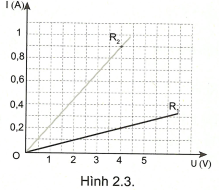 I (A)
1
R₂
0,8
0,6
0,4
R₁
0,2
O
1 2 3 4 5
U (V)
Hình 2.3.